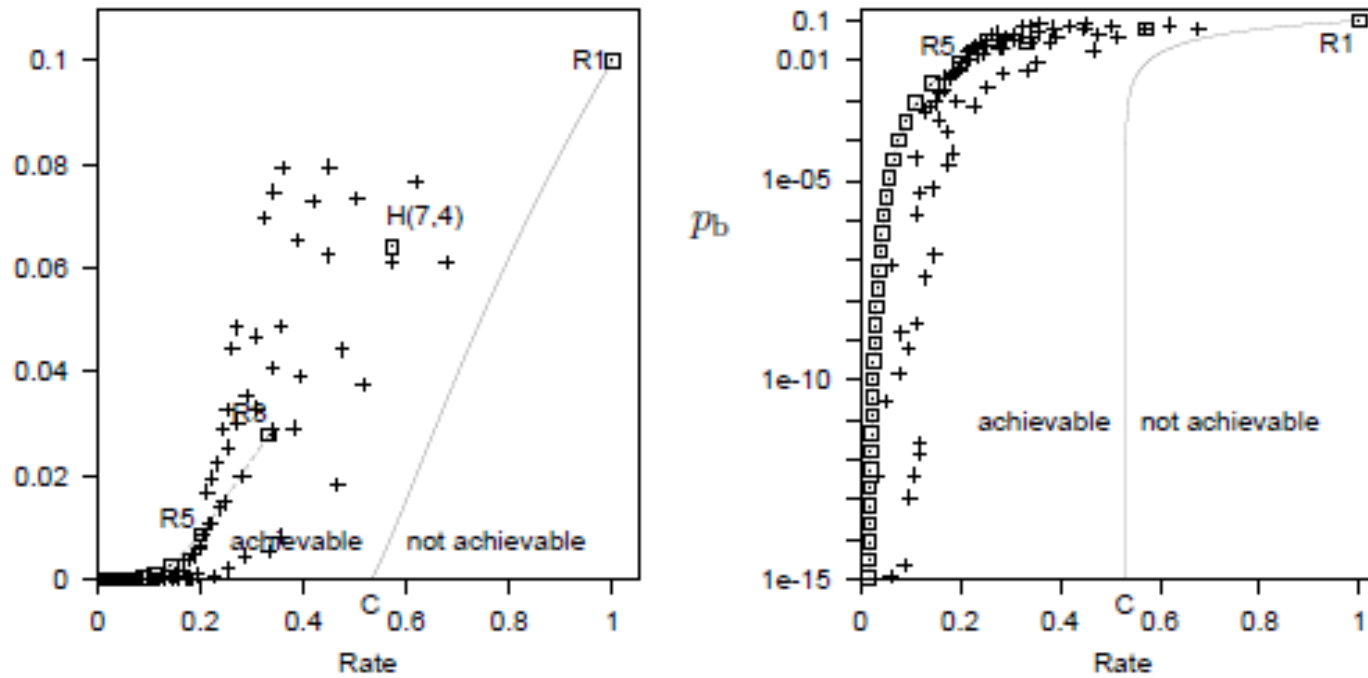 0.1
0.08
0.06
0.04
0.02
0
R1
H(7,4)
R3
R5
achievable
not achievable
C
0
0.2
0.4
0.6
0.8
1
Rate
p_b
0.1
0.01
1e-05
1e-10
1e-15
R5
R1
achievable
not achievable
C
0
0.2
0.4
0.6
0.8
1
Rate